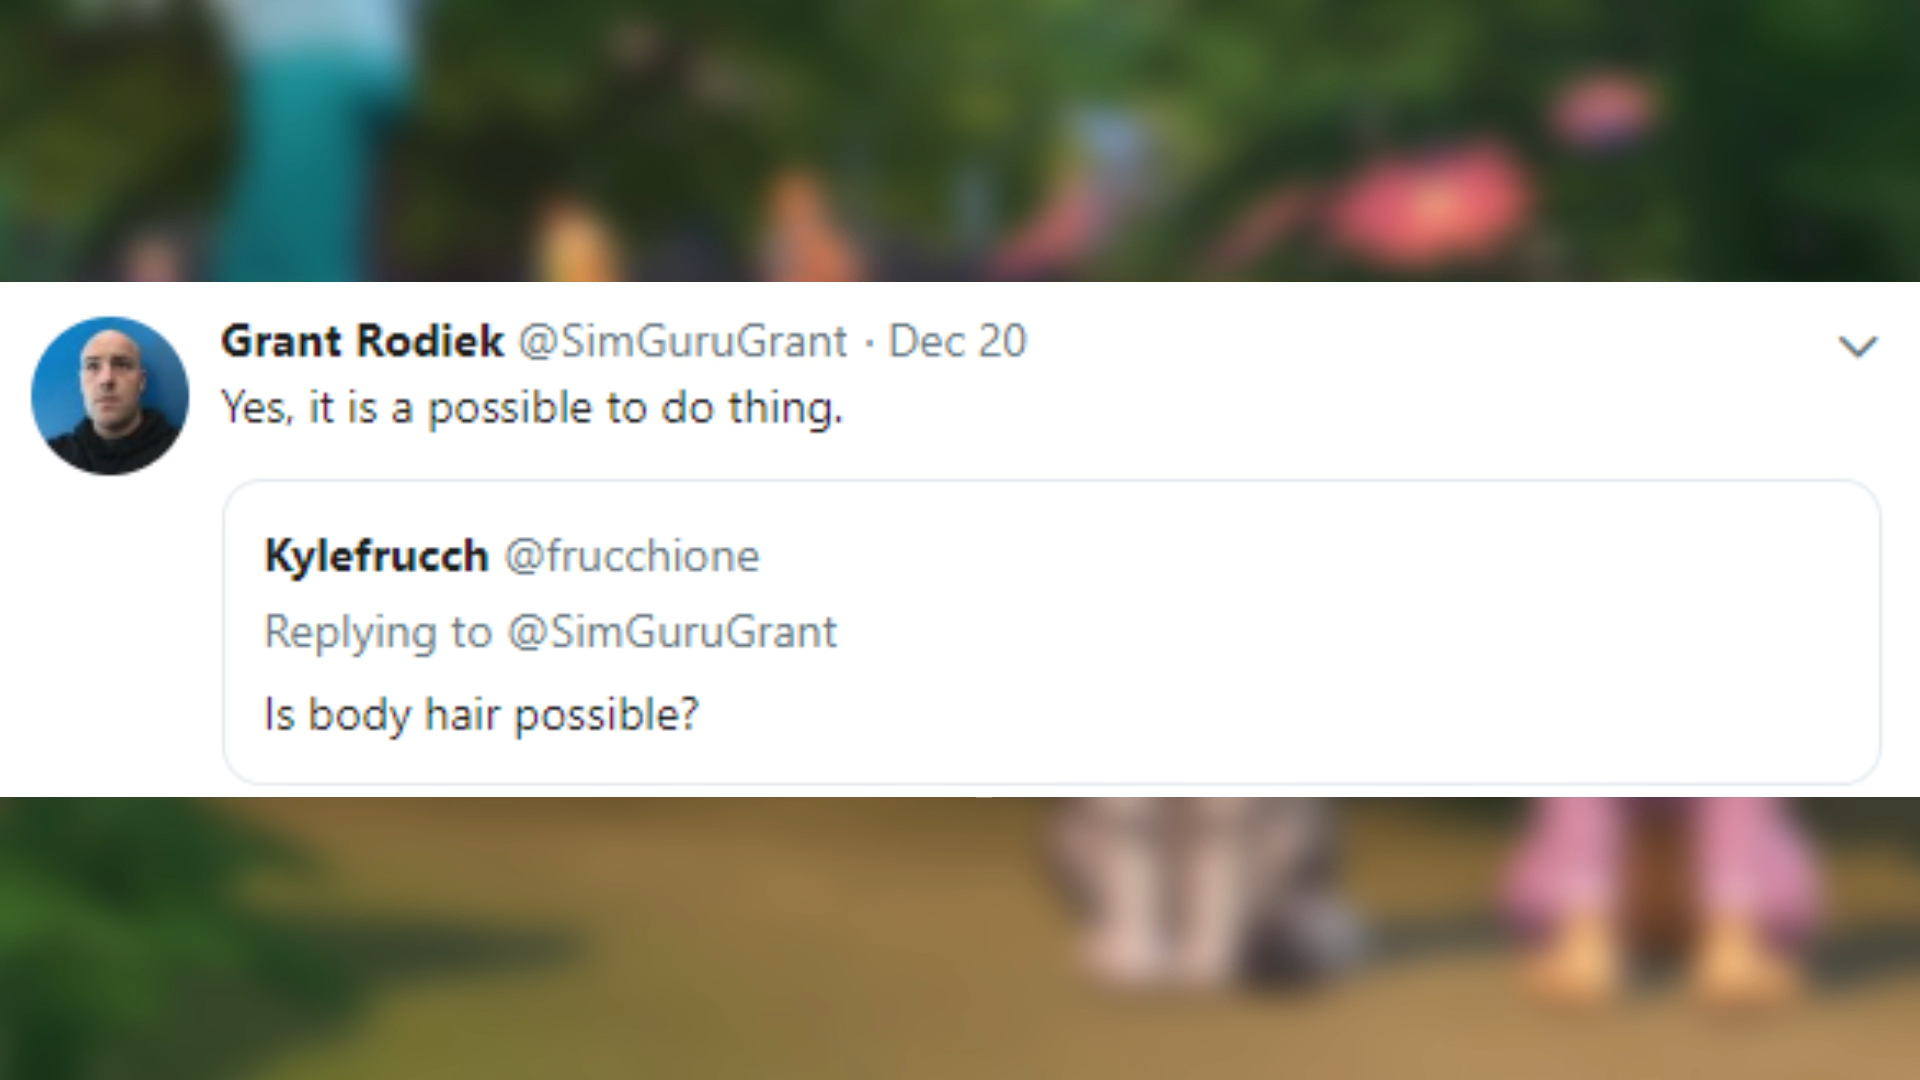 Grant Rodiek @SimGuruGrant · Dec 20
Yes, it is a possible to do thing.
Kylefrucch @frucchione
Replying to @SimGuruGrant
Is body hair possible?